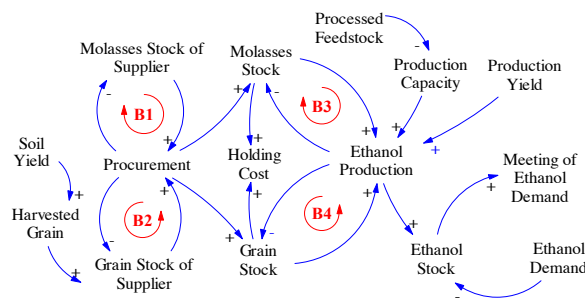 Processed
Feedstock
Molasses Stock of
Supplier
Molasses
Stock
Production
Capacity
Production
Yield
B1
B3
Soil
Yield
Procurement
Holding
Cost
Ethanol
Production
Meeting of
Ethanol
Demand
Harvested
Grain
B2
B4
Grain Stock
of Supplier
Grain
Stock
Ethanol
Stock
Ethanol
Demand